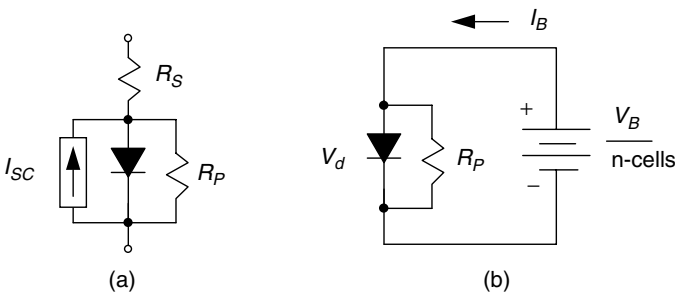 R_S
I_SC
R_P
(a)
I_B
V_d
R_P
+
−
V_B
n-cells
(b)